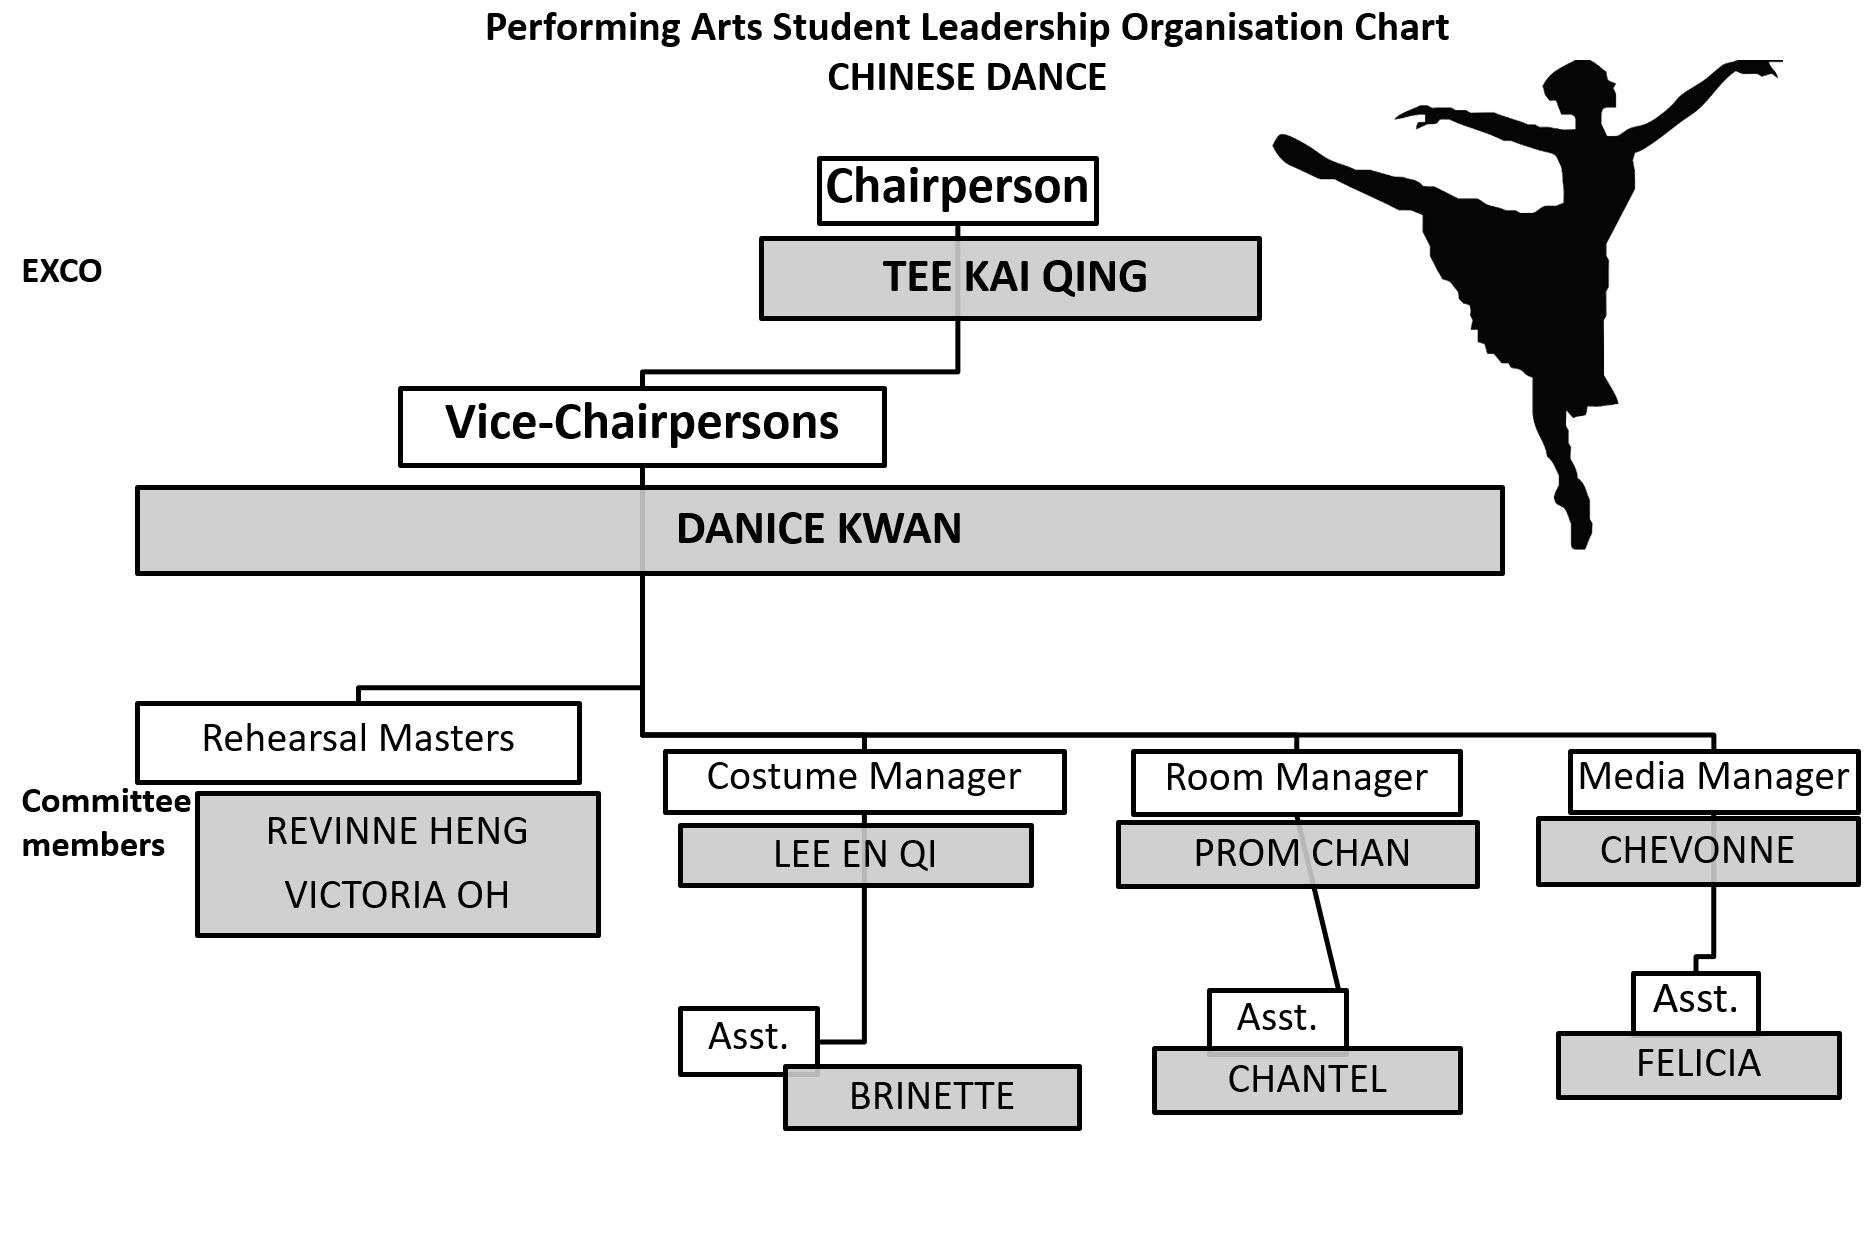 Performing Arts Student Leadership Organisation Chart
CHINESE DANCE
Chairperson
EXCO
TEE KAI QING
Vice-Chairpersons
DANICE KWAN
Rehearsal Masters
Costume Manager
Room Manager
Media Manager
Committee
members
REVINNE HENG
VICTORIA OH
LEE EN QI
PROM CHAN
CHEVONNE
Asst.
BRINETTE
Asst.
CHANTEL
Asst.
FELICIA